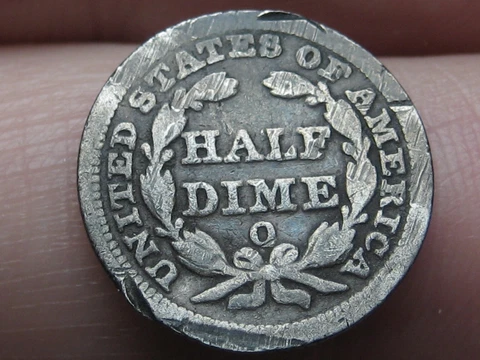 UNITED STATES OF AMERICA
HALF
DIME
O